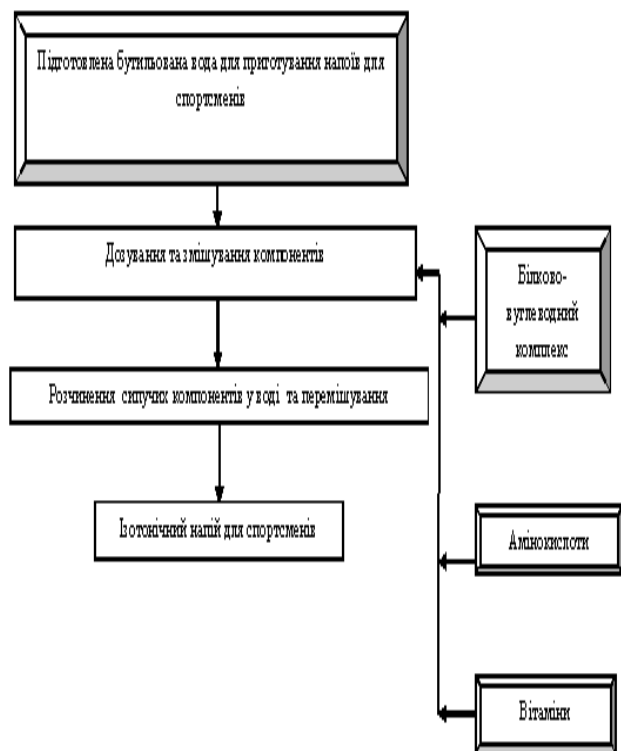 Підготовлена бутильована вода для приготування напоїв для
спортсменів
Дозування та змішування компонентів
Білково-
вуглеводний
комплекс
Розчинення сипучих компонентів у воді та перемішування
Ізотонічний напій для спортсменів
Амінокислоти
Вітаміни